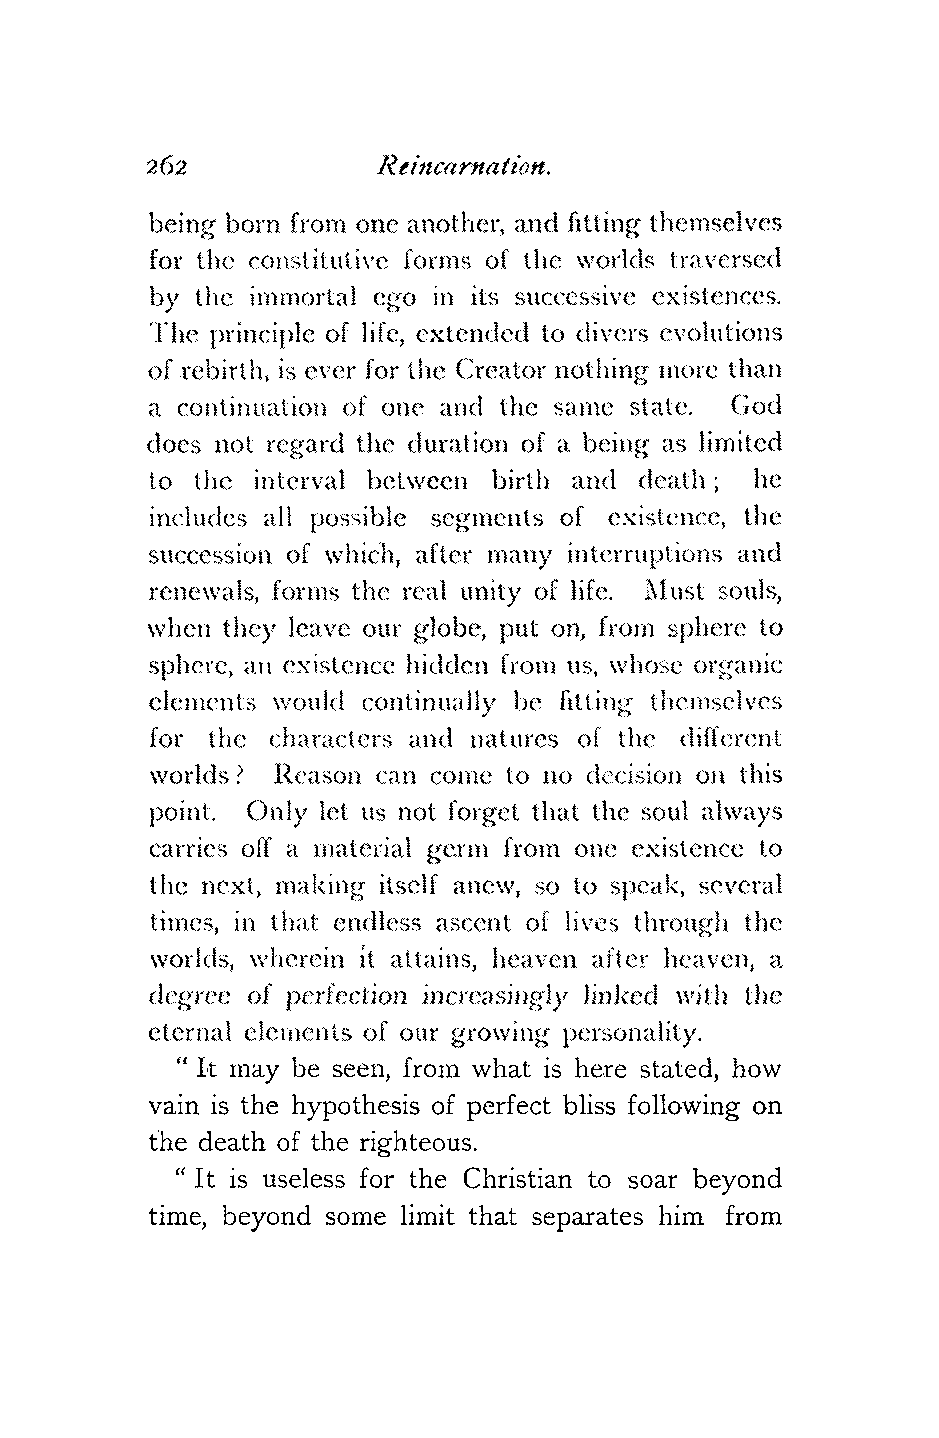 262 Reincarnation.
being born from one another, and fitting themselves
for the constitutive forms of the worlds traversed
by the immortal ego in its successive existences.
The principle of life, extended to divers evolutions
of rebirth, is ever for the Creator nothing more than
a continuation of one and the same state. God
does not regard the duration of a being as limited
to the interval between birth and death; he
includes all possible segments of existence, the
succession of which, after many interruptions and
renewals, forms the real unity of life. Must souls,
when they leave our globe, put on, from sphere to
sphere, an existence hidden from us, whose organic
elements would continually be fitting themselves
for the characters and natures of the different
worlds? Reason can come to no decision on this
point. Only let us not forget that the soul always
carries off a material germ from one existence to
the next, making itself anew, so to speak, several
times, in that endless ascent of lives through the
worlds, wherein it attains, heaven after heaven, a
degree of perfection increasingly linked with the
eternal elements of our growing personality.
“ It may be seen, from what is here stated, how
vain is the hypothesis of perfect bliss following on
the death of the righteous.
“ It is useless for the Christian to soar beyond
time, beyond some limit that separates him from